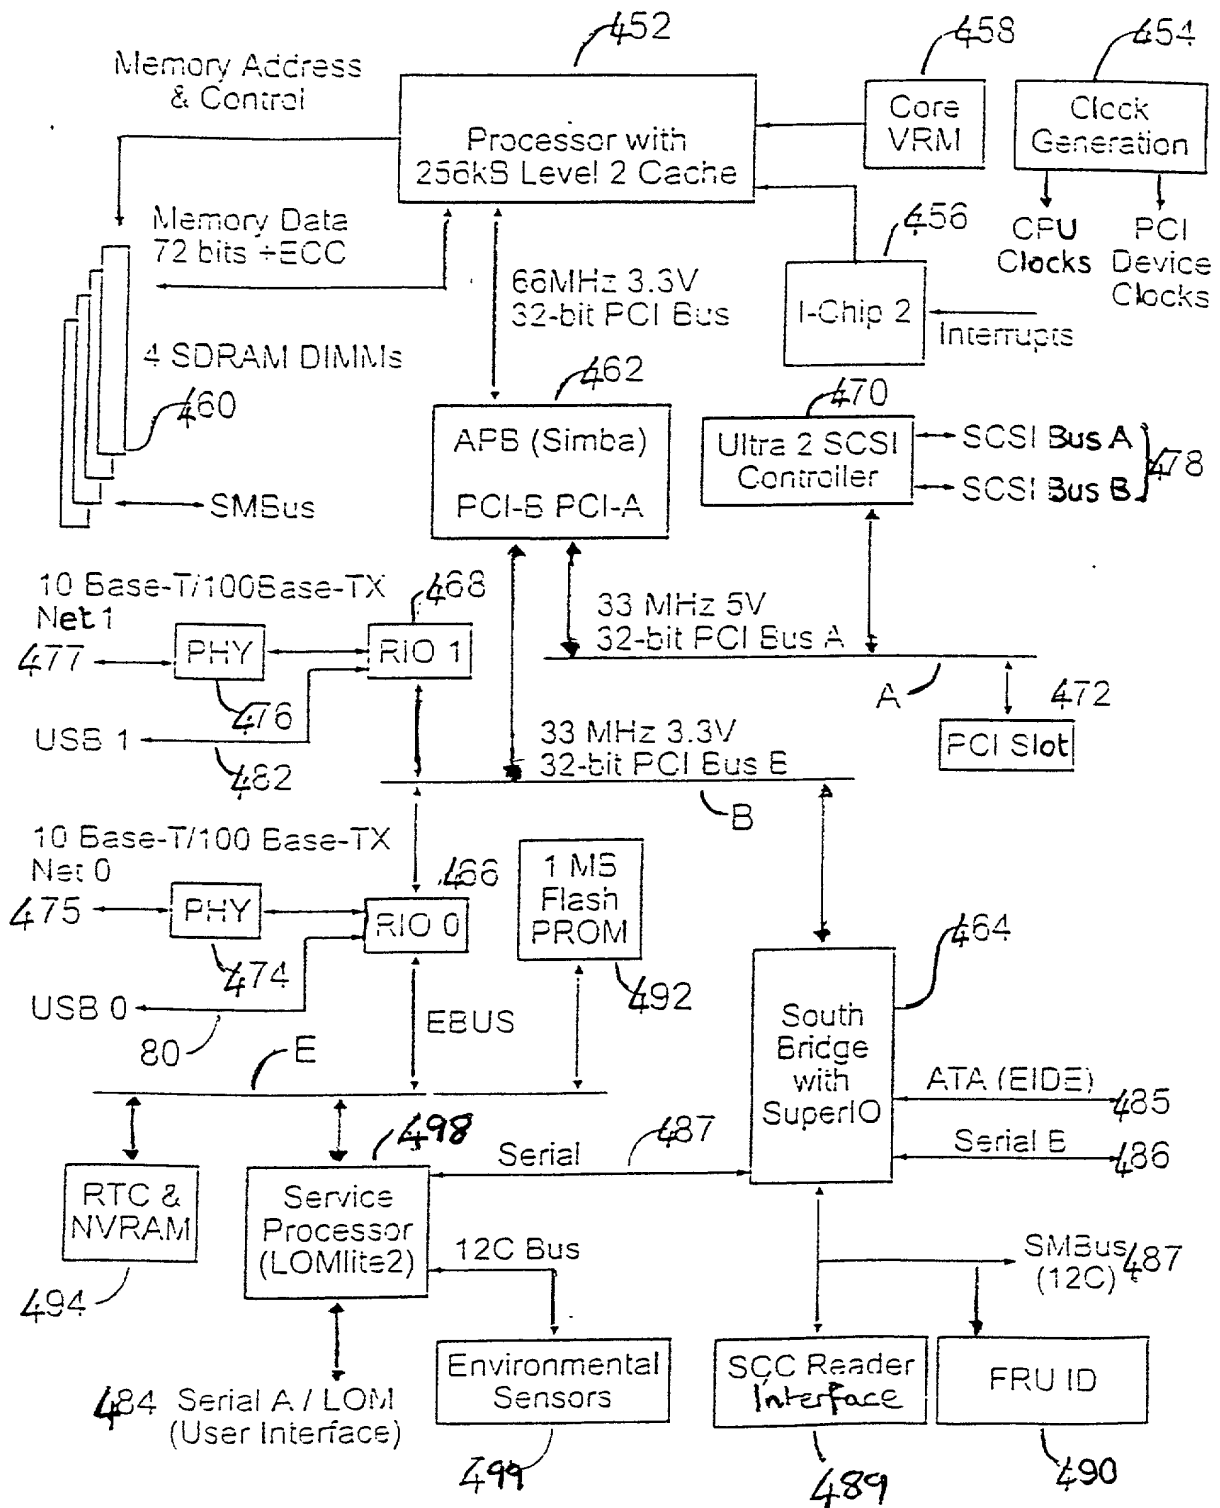 452
458
454
Memory Address
& Control
Processor with
256kB Level 2 Cache
Core
VRM
Clock
Generation
Memory Data
72 bits +ECC
456
CPU
Clocks
PCI
Device
Clocks
66MHz 3.3V
32-bit PCI Bus
I-Chip 2
Interrupts
4 SDRAM DIMMs
460
462
470
APB (Simba)
PCI-B PCI-A
Ultra 2 SCSI
Controller
SCSI Bus A
SCSI Bus B
478
SMBus
10 Base-T/100Base-TX
Net 1
468
477
PHY
RIO 1
33 MHz 5V
32-bit PCI Bus A
A
472
476
USB 1
482
PCI Slot
33 MHz 3.3V
32-bit PCI Bus B
B
10 Base-T/100 Base-TX
Net 0
466
1 MB
Flash
PROM
475
PHY
RIO 0
464
474
492
USB 0
80
EBUS
E
South
Bridge
with
SuperIO
ATA (EIDE)
485
498
Serial
487
Serial B
486
RTC &
NVRAM
Service
Processor
(LOMlite2)
12C Bus
SMBus
(12C)
487
494
Environmental
Sensors
SCC Reader
Interface
FRU ID
484
Serial A / LOM
(User Interface)
499
489
490